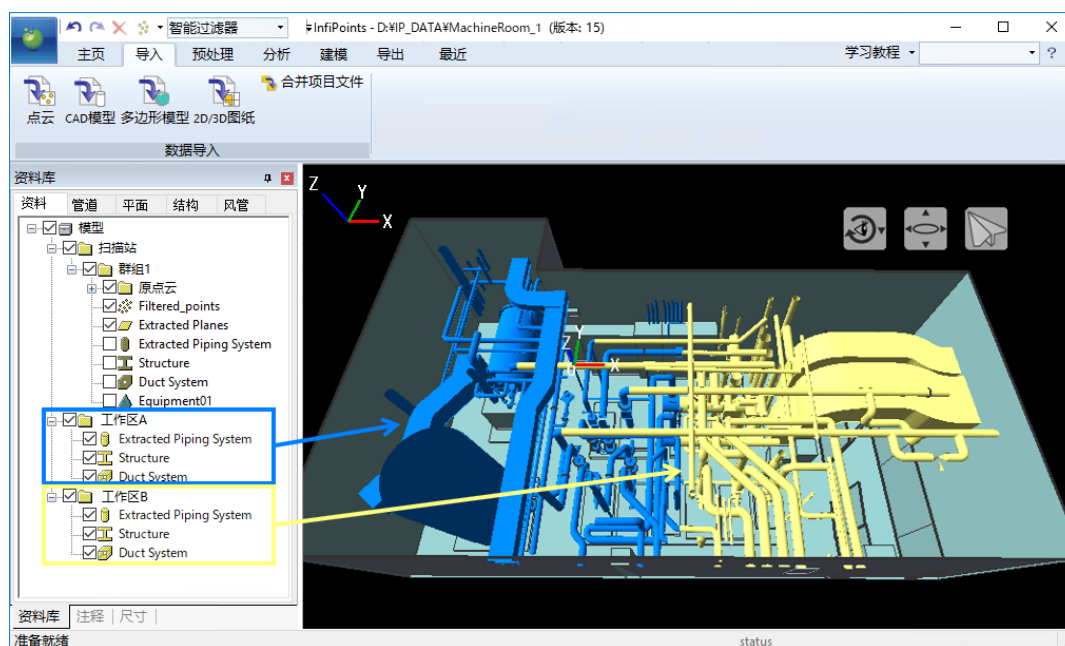 智能过滤器
InfiPoints - D:¥IP_DATA¥MachineRoom_1 (版本: 15)
主页 导入 预处理 分析 建模 导出 最近 学习教程 ?
合并项目文件
点云 CAD模型 多边形模型 2D/3D图纸
数据导入
资料库
资料 管道 平面 结构 风管
模型
扫描站
群组1
原点云
Filtered_points
Extracted Planes
Extracted Piping System
Structure
Duct System
Equipment01
工作区A
Extracted Piping System
Structure
Duct System
工作区B
Extracted Piping System
Structure
Duct System
资料库 注释 尺寸
准备就绪
status
Z Y X
Z Y X